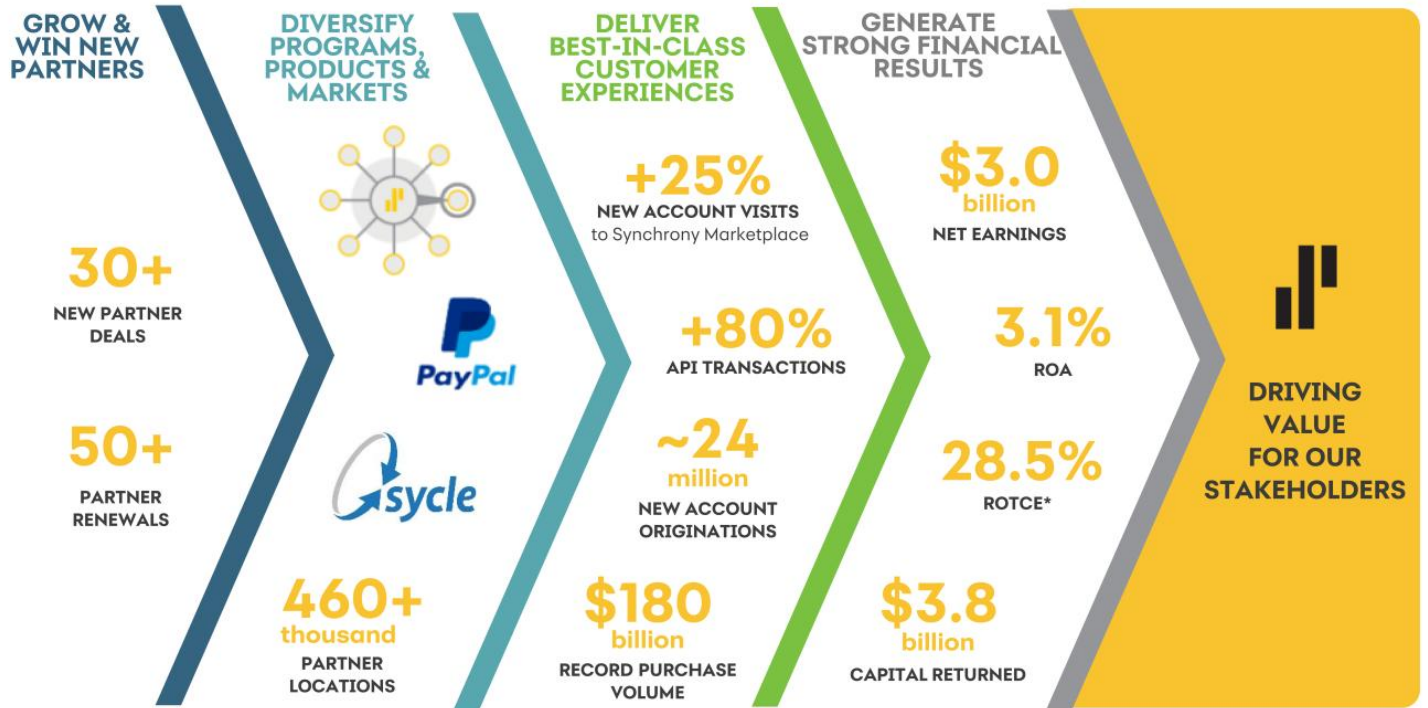 GROW &
WIN NEW
PARTNERS
30+
NEW PARTNER
DEALS
50+
PARTNER
RENEWALS
DIVERSIFY
PROGRAMS,
PRODUCTS &
MARKETS
PayPal
sycle
460+
thousand
PARTNER
LOCATIONS
DELIVER
BEST-IN-CLASS
CUSTOMER
EXPERIENCES
+25%
NEW ACCOUNT VISITS
to Synchrony Marketplace
+80%
API TRANSACTIONS
~24
million
NEW ACCOUNT
ORIGINATIONS
$180
billion
RECORD PURCHASE
VOLUME
GENERATE
STRONG FINANCIAL
RESULTS
$3.0
billion
NET EARNINGS
3.1%
ROA
28.5%
ROTCE*
$3.8
billion
CAPITAL RETURNED
DRIVING
VALUE
FOR OUR
STAKEHOLDERS